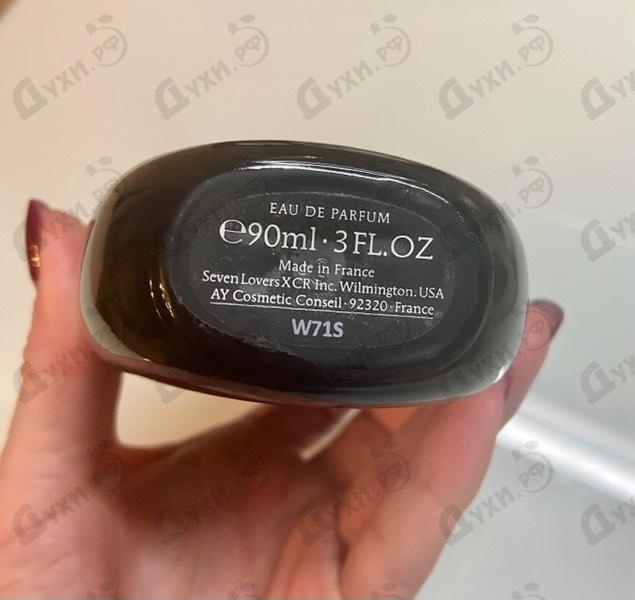 EAU DE PARFUM
℮90ml · 3 FL.OZ
Made in France
Seven Lovers X CR Inc. Wilmington. USA
AY Cosmetic Conseil · 92320 · France
W71S
Духи.РФ